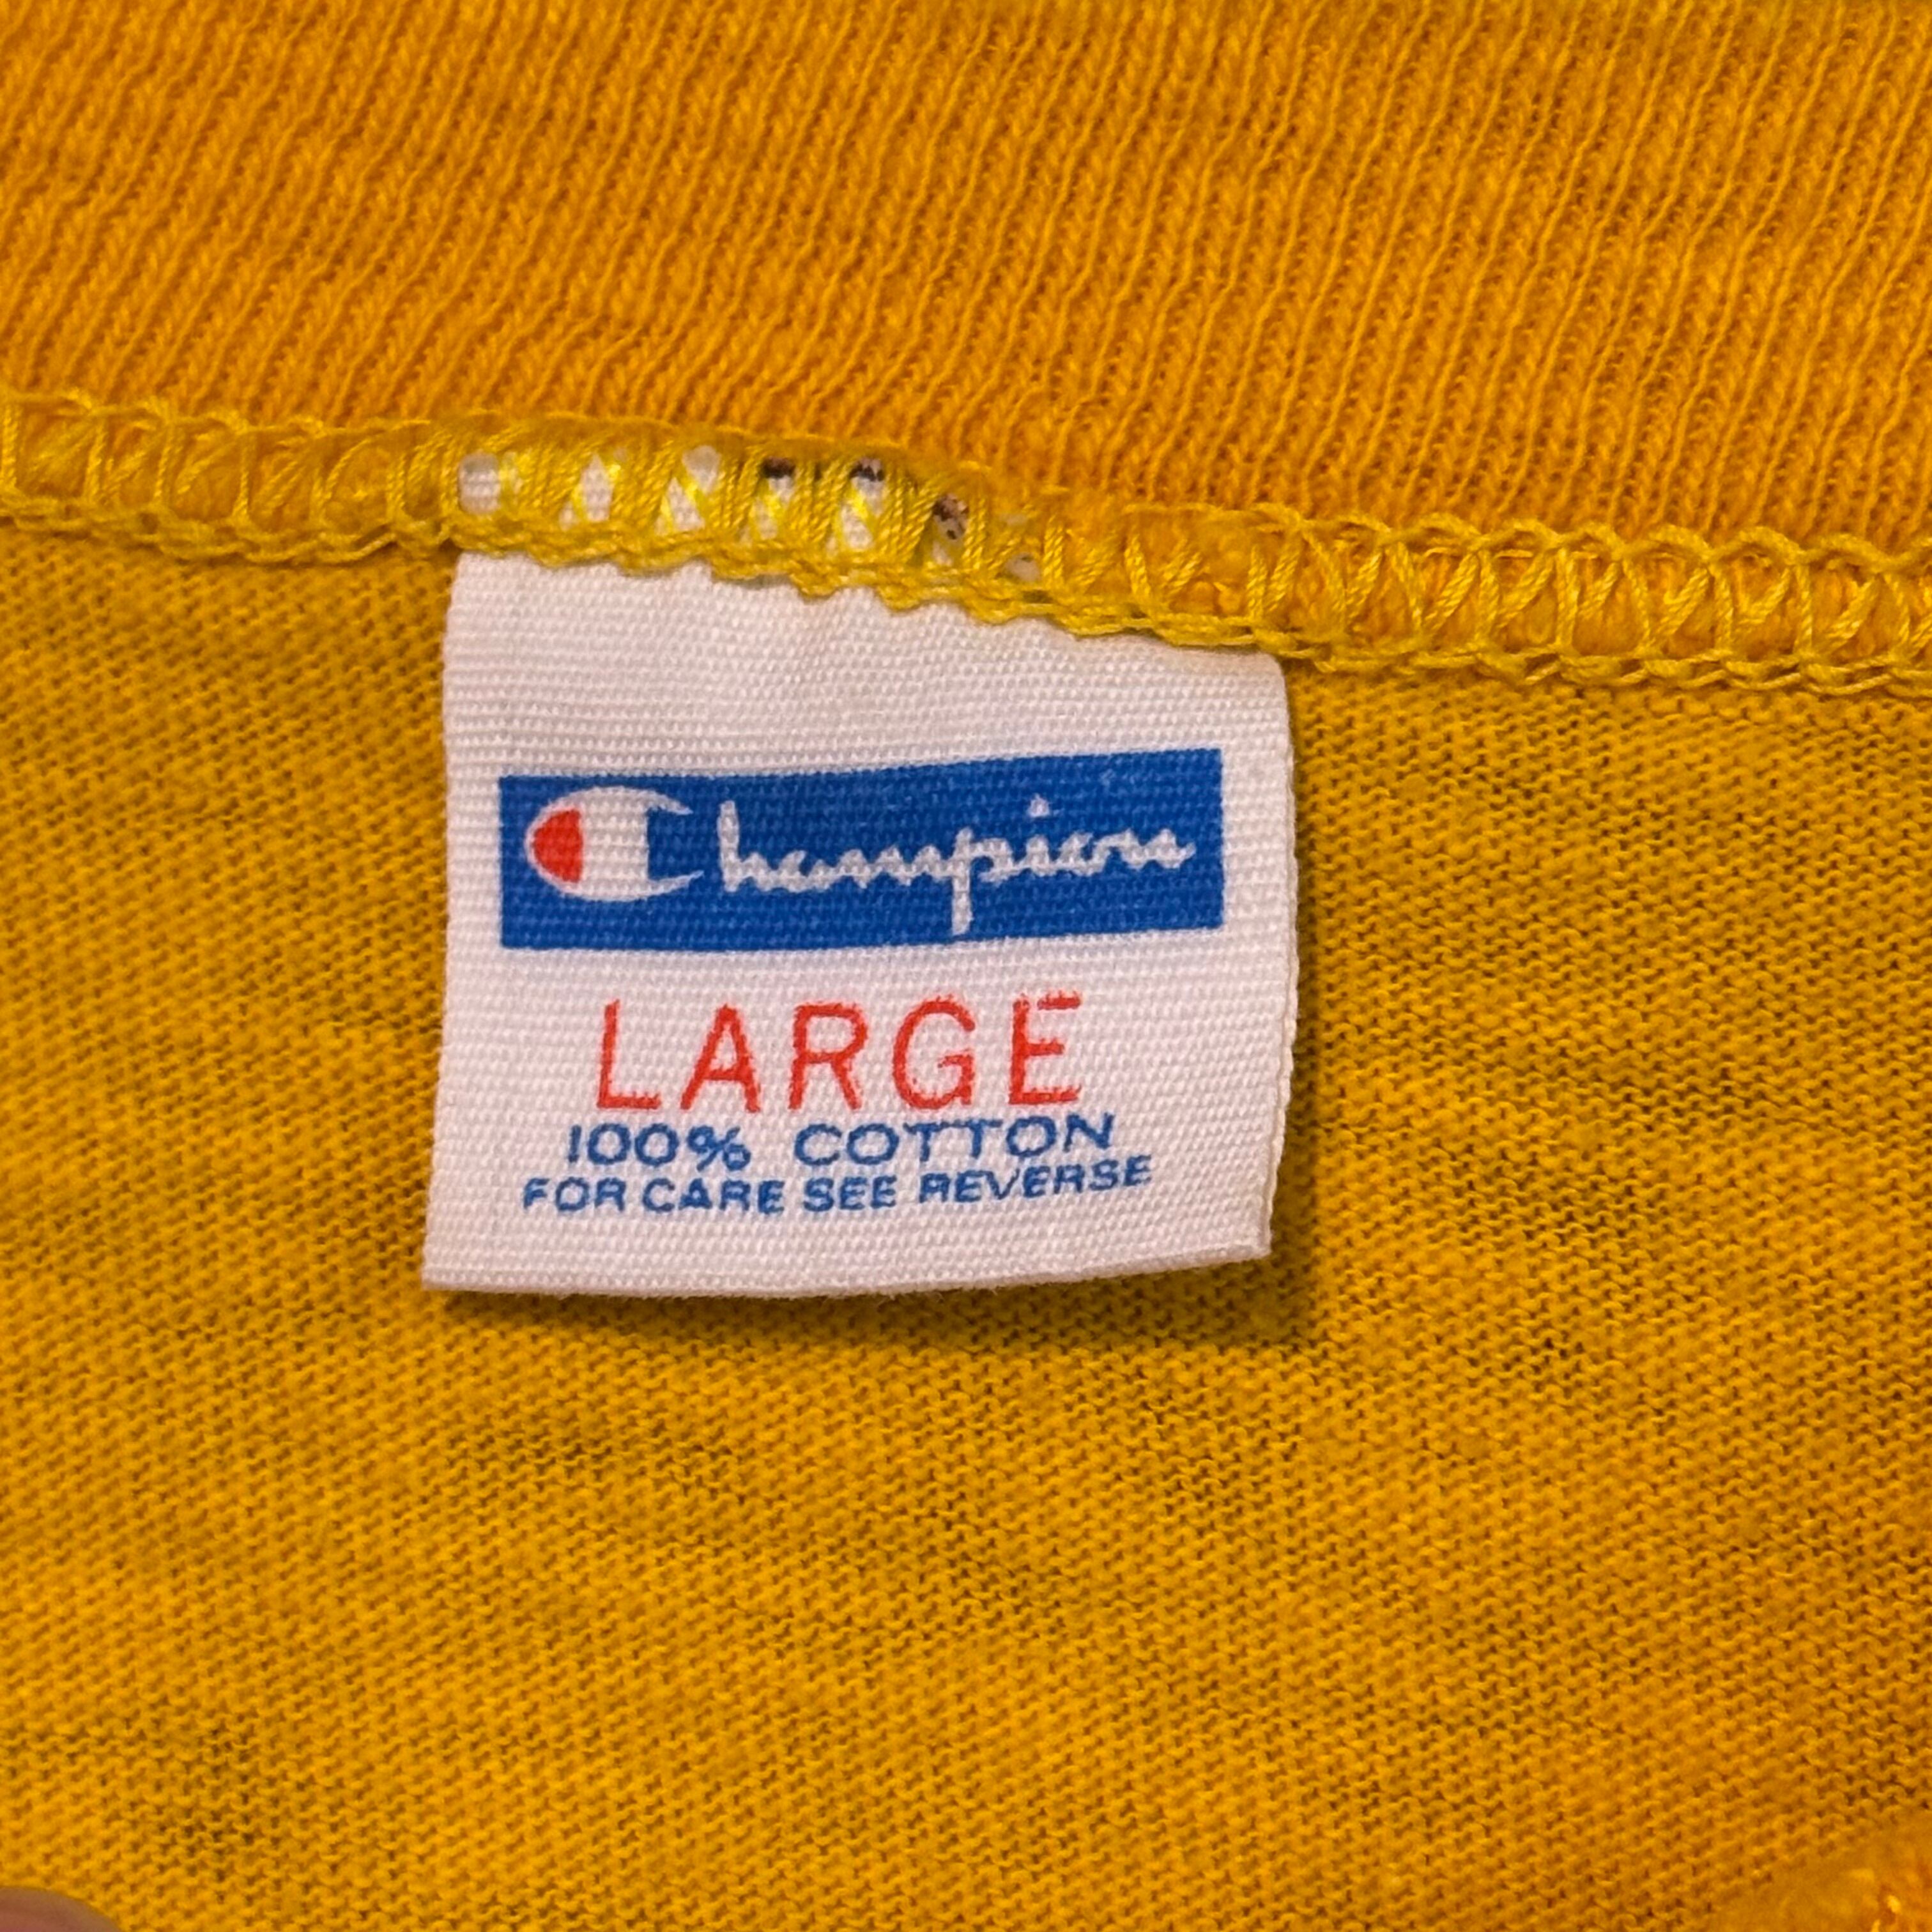 Champion
LARGE
100% COTTON
FOR CARE SEE REVERSE